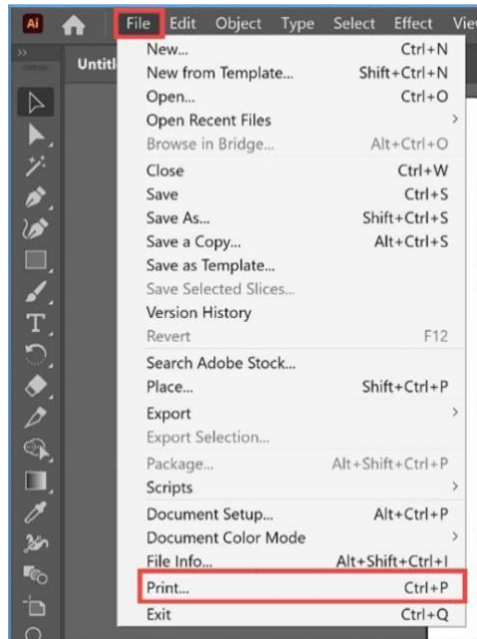 Ai File Edit Object Type Select Effect View
New... Ctrl+N
Untitl
New from Template... Shift+Ctrl+N
Open... Ctrl+O
Open Recent Files >
Browse in Bridge... Alt+Ctrl+O
Close Ctrl+W
Save Ctrl+S
Save As... Shift+Ctrl+S
Save a Copy... Alt+Ctrl+S
Save as Template...
Save Selected Slices...
Version History
Revert F12
Search Adobe Stock...
Place... Shift+Ctrl+P
Export >
Export Selection...
Package... Alt+Shift+Ctrl+P
Scripts >
Document Setup... Alt+Ctrl+P
Document Color Mode >
File Info... Alt+Shift+Ctrl+I
Print... Ctrl+P
Exit Ctrl+Q